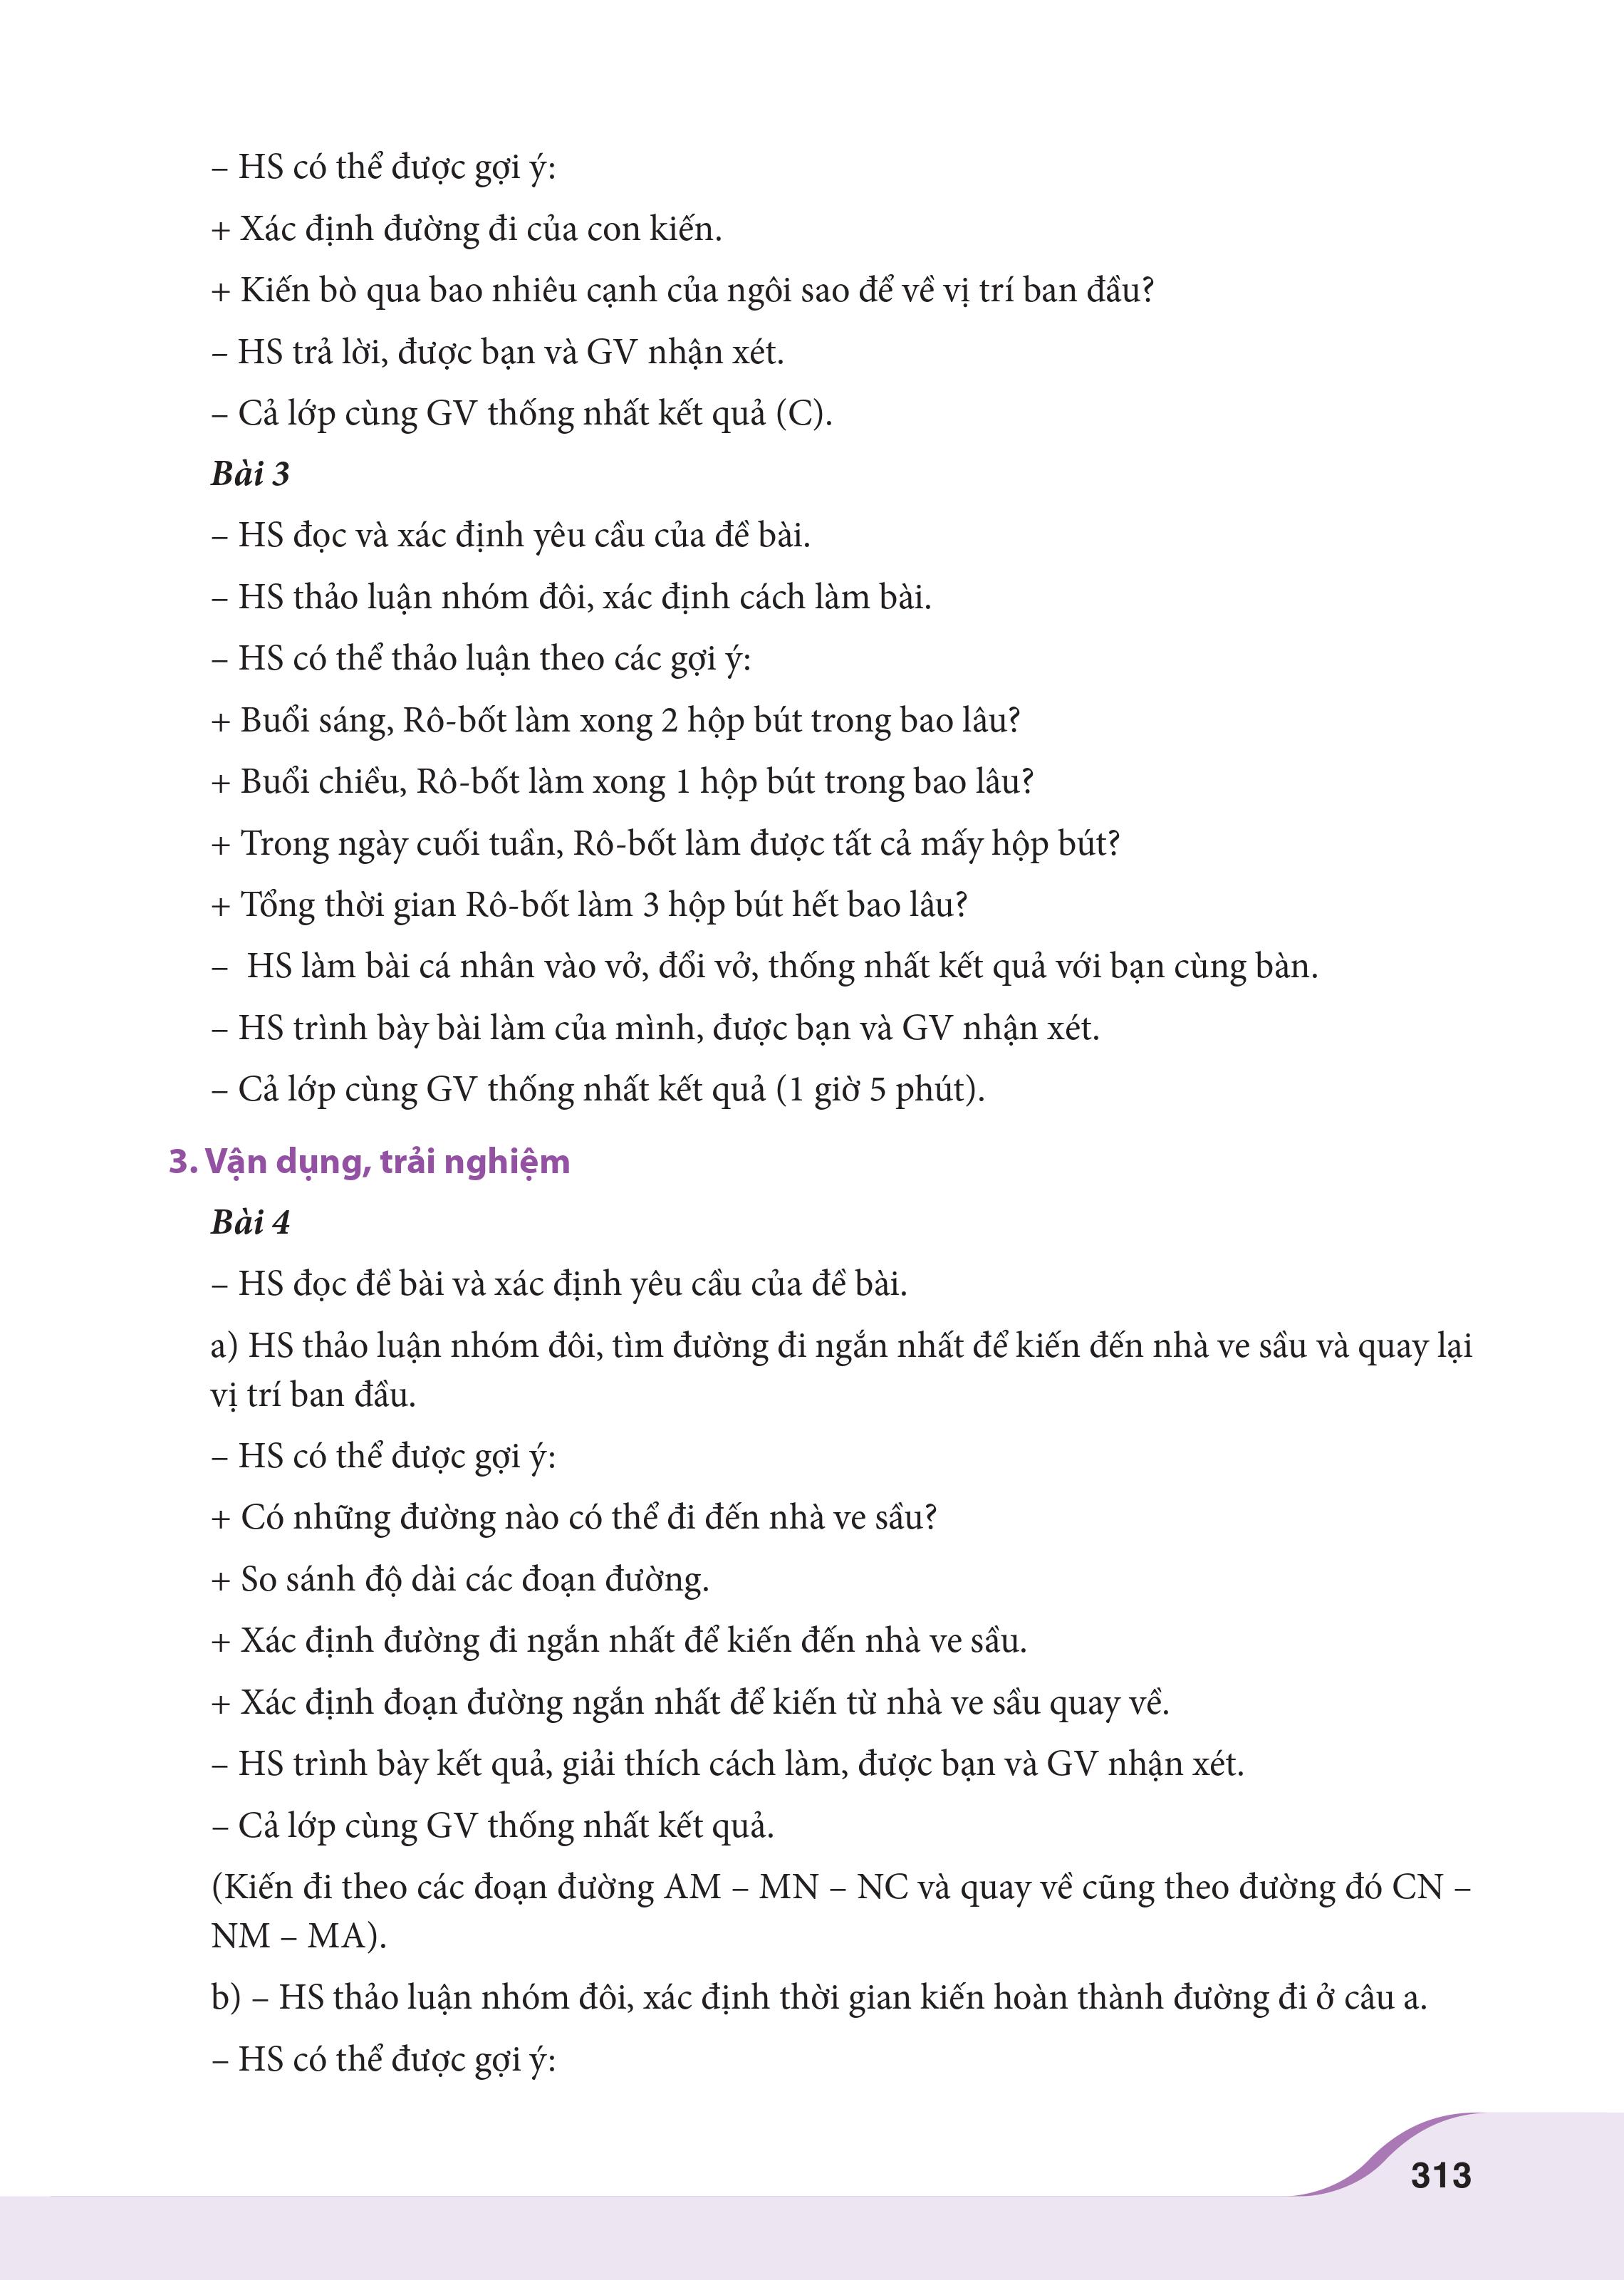 – HS có thể được gợi ý:
+ Xác định đường đi của con kiến.
+ Kiến bò qua bao nhiêu cạnh của ngôi sao để về vị trí ban đầu?
– HS trả lời, được bạn và GV nhận xét.
– Cả lớp cùng GV thống nhất kết quả (C).
Bài 3
– HS đọc và xác định yêu cầu của đề bài.
– HS thảo luận nhóm đôi, xác định cách làm bài.
– HS có thể thảo luận theo các gợi ý:
+ Buổi sáng, Rô-bốt làm xong 2 hộp bút trong bao lâu?
+ Buổi chiều, Rô-bốt làm xong 1 hộp bút trong bao lâu?
+ Trong ngày cuối tuần, Rô-bốt làm được tất cả mấy hộp bút?
+ Tổng thời gian Rô-bốt làm 3 hộp bút hết bao lâu?
– HS làm bài cá nhân vào vở, đổi vở, thống nhất kết quả với bạn cùng bàn.
– HS trình bày bài làm của mình, được bạn và GV nhận xét.
– Cả lớp cùng GV thống nhất kết quả (1 giờ 5 phút).
3. Vận dụng, trải nghiệm
Bài 4
– HS đọc đề bài và xác định yêu cầu của đề bài.
a) HS thảo luận nhóm đôi, tìm đường đi ngắn nhất để kiến đến nhà ve sầu và quay lại
vị trí ban đầu.
– HS có thể được gợi ý:
+ Có những đường nào có thể đi đến nhà ve sầu?
+ So sánh độ dài các đoạn đường.
+ Xác định đường đi ngắn nhất để kiến đến nhà ve sầu.
+ Xác định đoạn đường ngắn nhất để kiến từ nhà ve sầu quay về.
– HS trình bày kết quả, giải thích cách làm, được bạn và GV nhận xét.
– Cả lớp cùng GV thống nhất kết quả.
(Kiến đi theo các đoạn đường AM – MN – NC và quay về cũng theo đường đó CN –
NM – MA).
b) – HS thảo luận nhóm đôi, xác định thời gian kiến hoàn thành đường đi ở câu a.
– HS có thể được gợi ý:
313